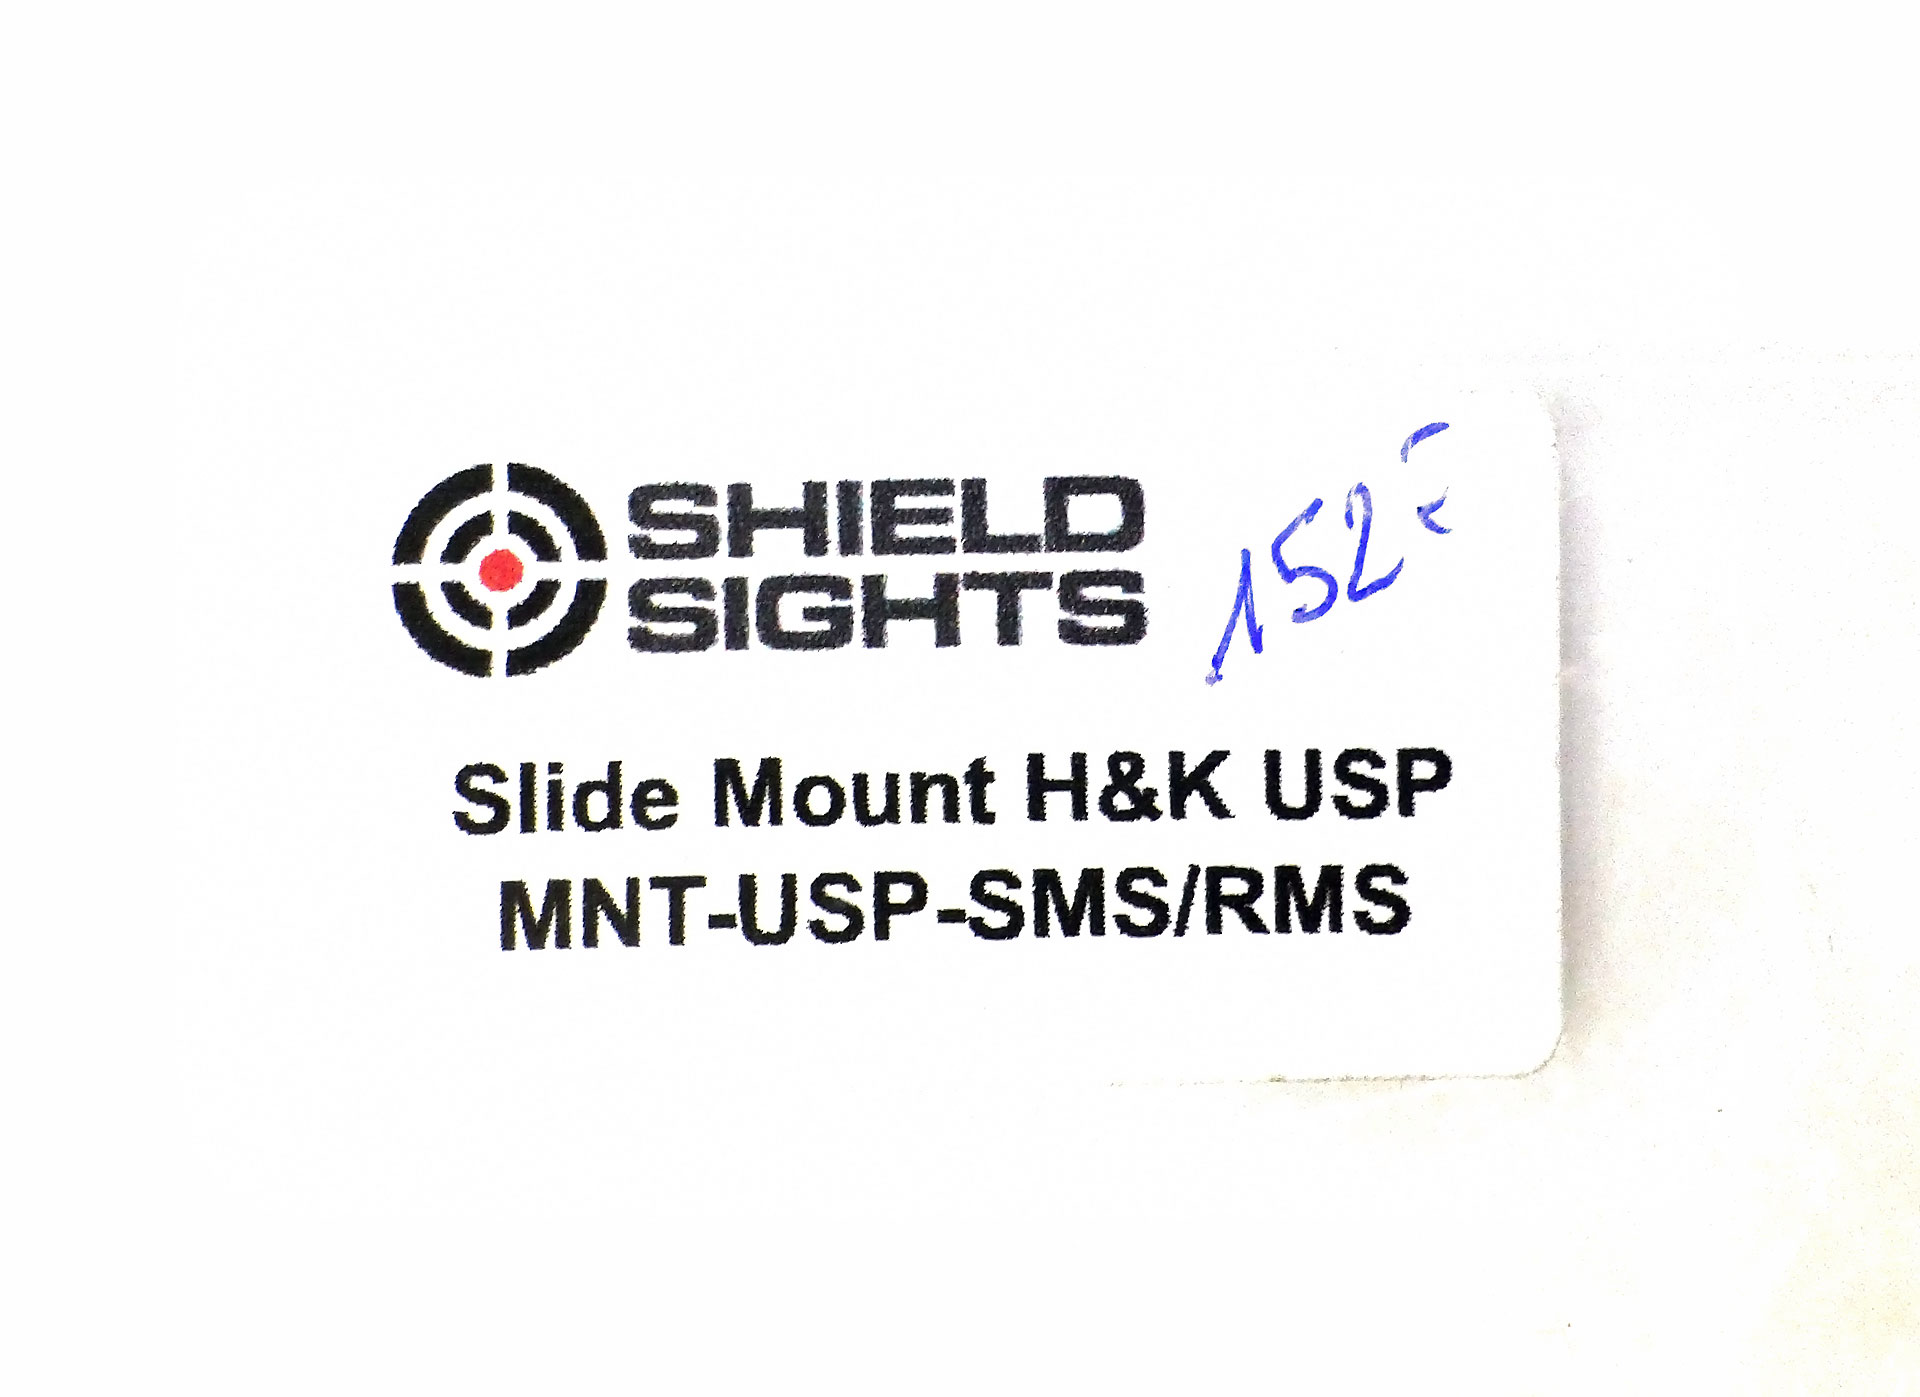 SHIELD
SIGHTS
152
Slide Mount H&K USP
MNT-USP-SMS/RMS